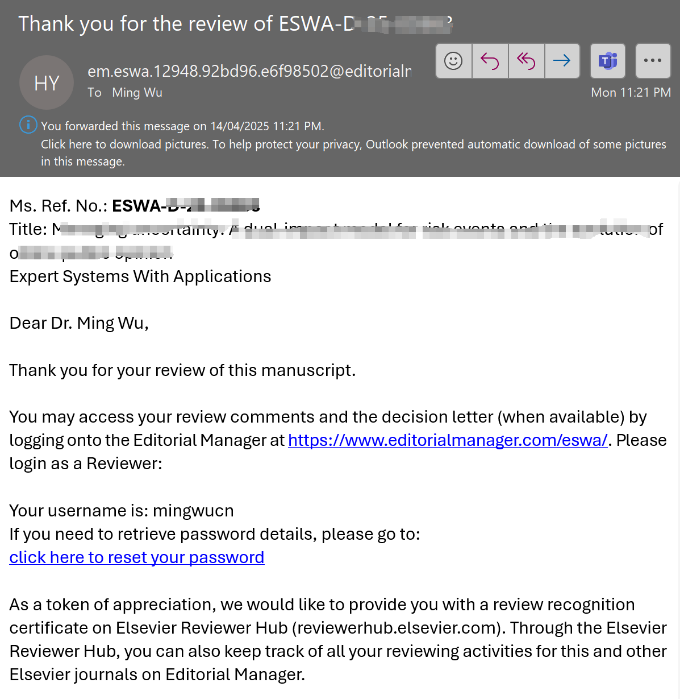 Thank you for the review of ESWA-D
HY
em.eswa.12948.92bd96.e6f98502@editorialr
To Ming Wu
Mon 11:21 PM
You forwarded this message on 14/04/2025 11:21 PM.
Click here to download pictures. To help protect your privacy, Outlook prevented automatic download of some pictures
in this message.
Ms. Ref. No.: ESWA-D-
Title: A dual-impact model for risk events and the evolution of
Expert Systems With Applications
Dear Dr. Ming Wu,
Thank you for your review of this manuscript.
You may access your review comments and the decision letter (when available) by
logging onto the Editorial Manager at https://www.editorialmanager.com/eswa/. Please
login as a Reviewer:
Your username is: mingwucn
If you need to retrieve password details, please go to:
click here to reset your password
As a token of appreciation, we would like to provide you with a review recognition
certificate on Elsevier Reviewer Hub (reviewerhub.elsevier.com). Through the Elsevier
Reviewer Hub, you can also keep track of all your reviewing activities for this and other
Elsevier journals on Editorial Manager.